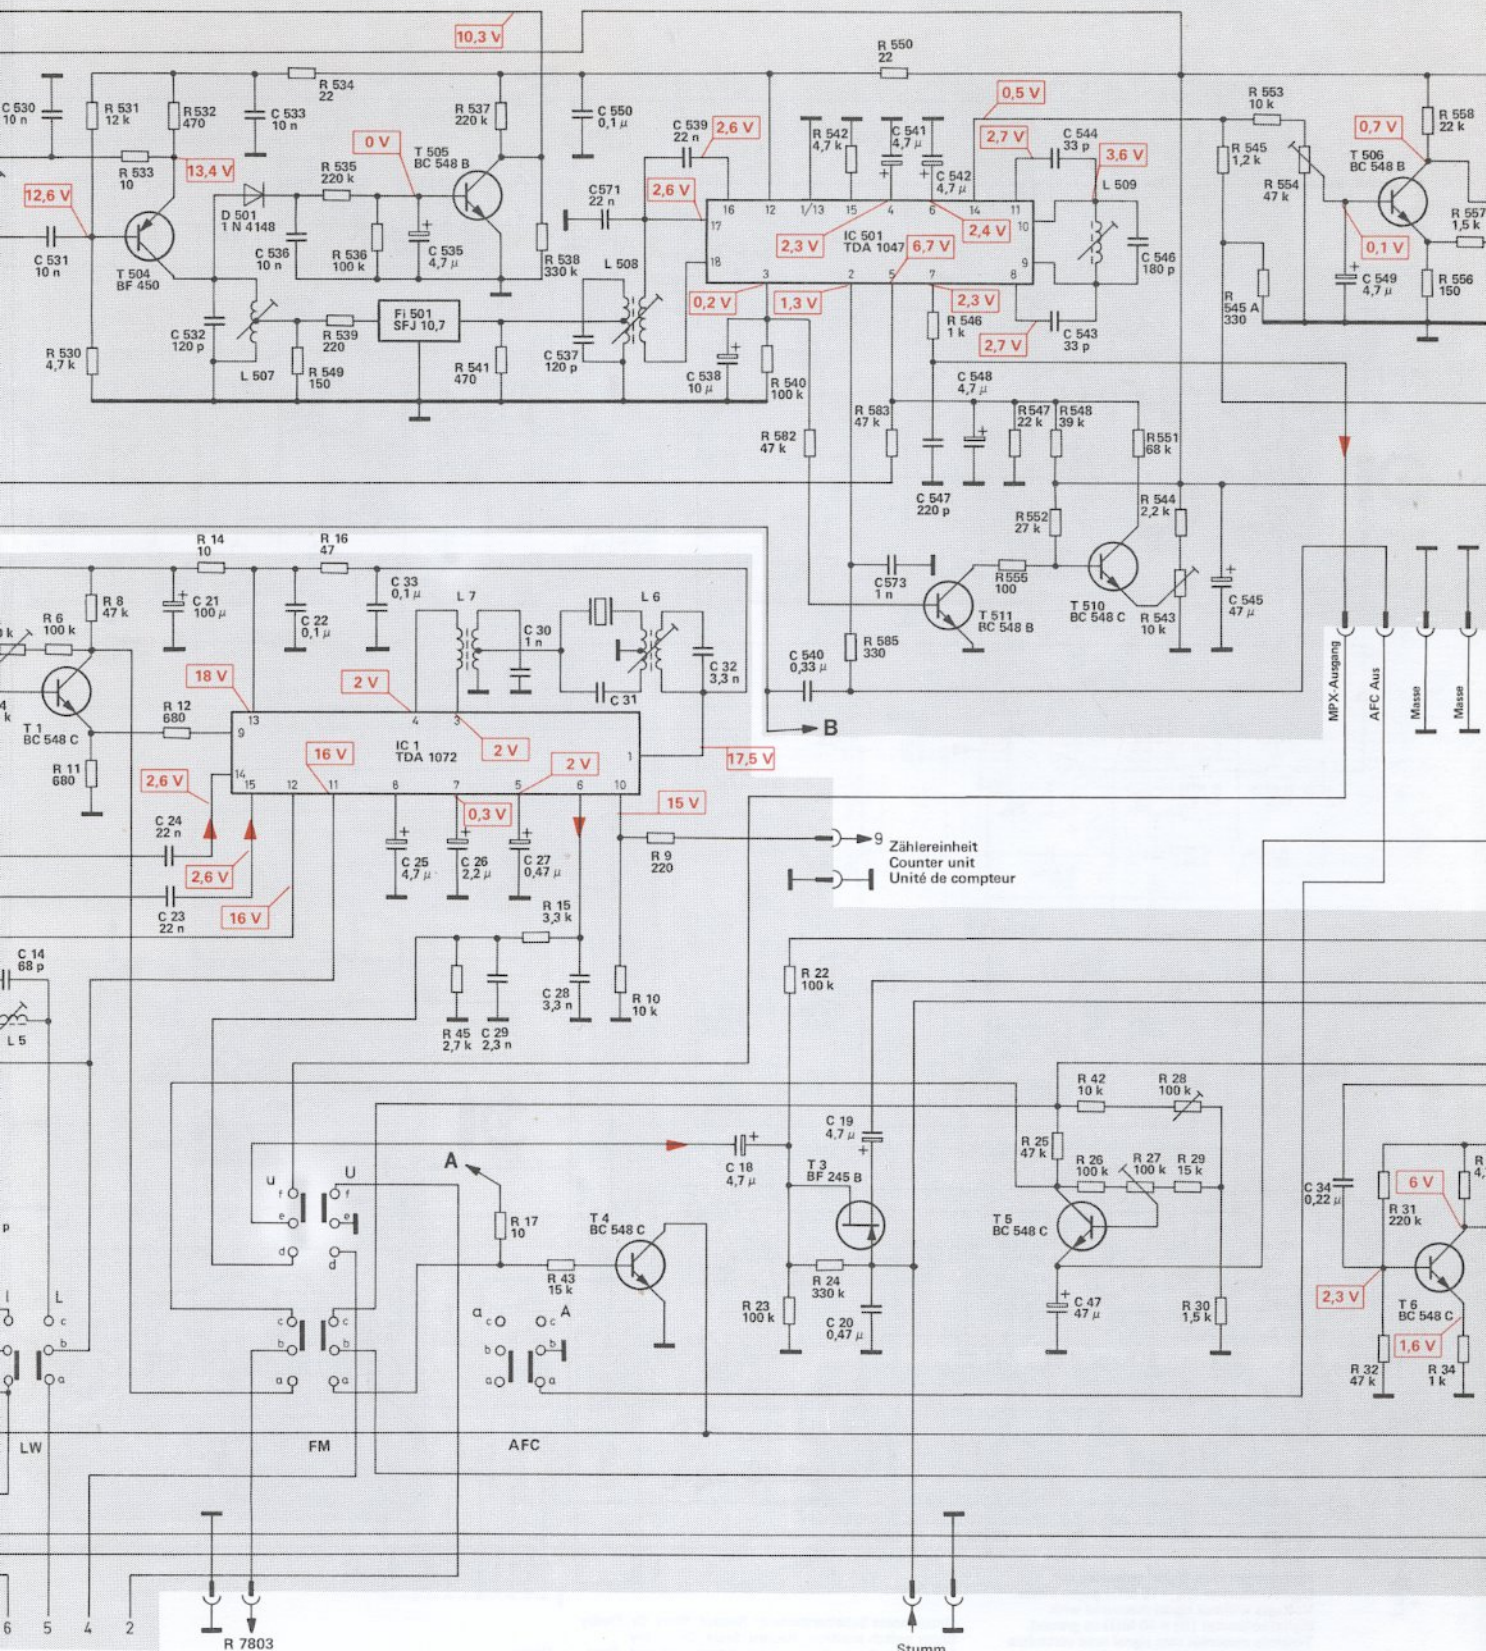 10,3 V
R 550
22
C 530
10 n
R 531
12 k
R 532
470
C 533
10 n
R 534
22
R 537
220 k
C 550
0,1 µ
C 539
22 n
2,6 V
R 542
4,7 k
C 541
4,7 µ
0,5 V
2,7 V
C 544
33 p
R 553
10 k
R 558
22 k
0,7 V
R 533
10
13,4 V
0 V
R 535
220 k
T 505
BC 548 B
C 542
4,7 µ
3,6 V
L 509
R 545
1,2 k
R 554
47 k
T 506
BC 548 B
12,6 V
D 501
1 N 4148
C571
22 n
2,6 V
16
12
1/13
15
4
6
14
11
17
10
18
9
3
2
5
7
8
IC 501
TDA 1047
2,3 V
6,7 V
2,4 V
0,1 V
R 557
1,5 k
C 531
10 n
T 504
BF 450
C 536
10 n
R 536
100 k
C 535
4,7 µ
R 538
330 k
L 508
C 546
180 p
C 549
4,7 µ
R 556
150
R
545 A
330
0,2 V
1,3 V
2,3 V
R 546
1 k
2,7 V
C 543
33 p
Fi 501
SFJ 10,7
C 532
120 p
R 539
220
R 530
4,7 k
L 507
R 549
150
R 541
470
C 537
120 p
C 538
10 µ
R 540
100 k
C 548
4,7 µ
R 582
47 k
R 583
47 k
R547
22 k
R548
39 k
R551
68 k
C 547
220 p
R 552
27 k
R 544
2,2 k
R 14
10
R 16
47
R 8
47 k
R 6
100 k
C 21
100 µ
C 22
0,1 µ
C 33
0,1 µ
L 7
L 6
C 30
1 n
C573
1 n
R555
100
T 511
BC 548 B
T 510
BC 548 C
R 543
10 k
C 545
47 µ
C 31
C 32
3,3 n
C 540
0,33 µ
R 585
330
18 V
2 V
T 1
BC 548 C
R 12
680
R 11
680
13
4
3
9
1
14
15
12
11
8
7
5
6
10
IC 1
TDA 1072
16 V
2 V
2 V
17,5 V
B
MPX-Ausgang
AFC Aus
Masse
Masse
2,6 V
0,3 V
15 V
C 24
22 n
2,6 V
C 23
22 n
16 V
C 25
4,7 µ
C 26
2,2 µ
C 27
0,47 µ
R 9
220
9
Zählereinheit
Counter unit
Unité de compteur
R 15
3,3 k
C 14
68 p
L 5
R 45
2,7 k
C 29
2,3 n
C 28
3,3 n
R 10
10 k
R 22
100 k
R 42
10 k
R 28
100 k
C 19
4,7 µ
R 25
47 k
R 26
100 k
R 27
100 k
R 29
15 k
A
C 18
4,7 µ
T 3
BF 245 B
C 34
0,22 µ
6 V
R 31
220 k
u
U
f
f
e
e
d
d
R 17
10
T 4
BC 548 C
T 5
BC 548 C
R 43
15 k
R 24
330 k
R 23
100 k
C 20
0,47 µ
C 47
47 µ
R 30
1,5 k
2,3 V
T 6
BC 548 C
1,6 V
R 32
47 k
R 34
1 k
l
L
c
b
a
c
c
b
b
a
a
a
A
c
c
b
b
a
a
LW
FM
AFC
6
5
4
2
R 7803
Stumm